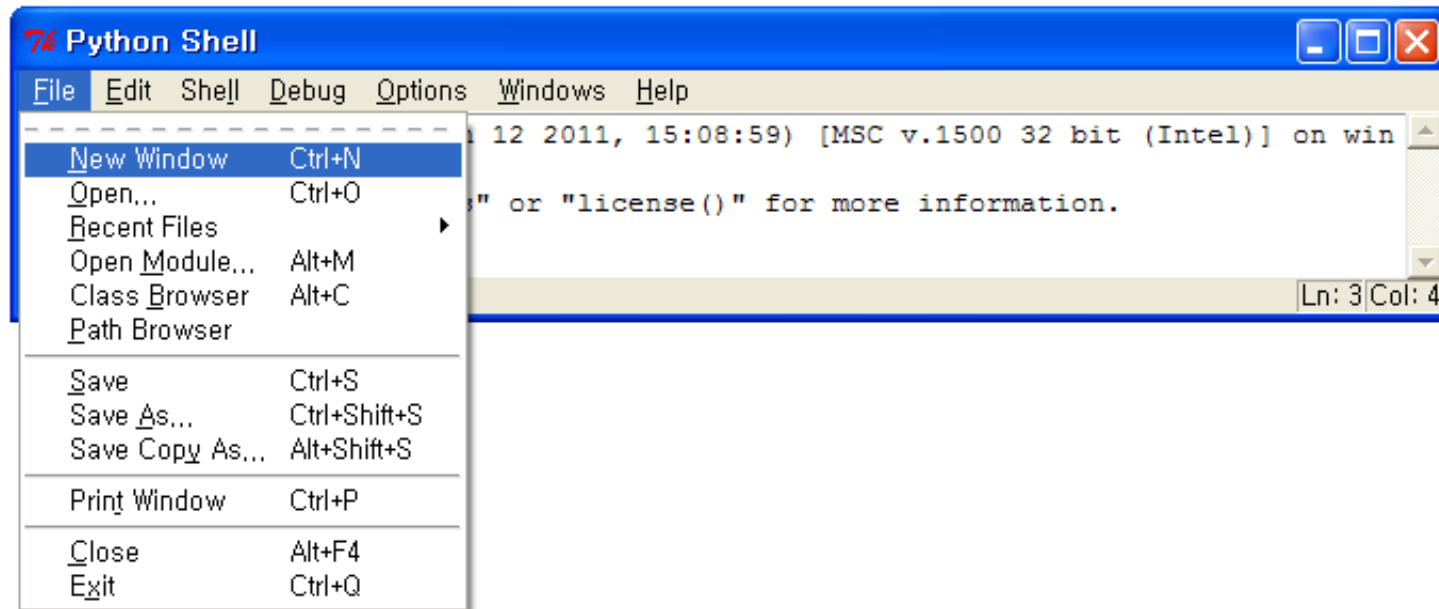 Python Shell
File Edit Shell Debug Options Windows Help
12 2011, 15:08:59) [MSC v.1500 32 bit (Intel)] on win
New Window Ctrl+N
Open... Ctrl+O
" or "license()" for more information.
Recent Files
Open Module... Alt+M
Class Browser Alt+C
Ln: 3 Col: 4
Path Browser
Save Ctrl+S
Save As... Ctrl+Shift+S
Save Copy As... Alt+Shift+S
Print Window Ctrl+P
Close Alt+F4
Exit Ctrl+Q